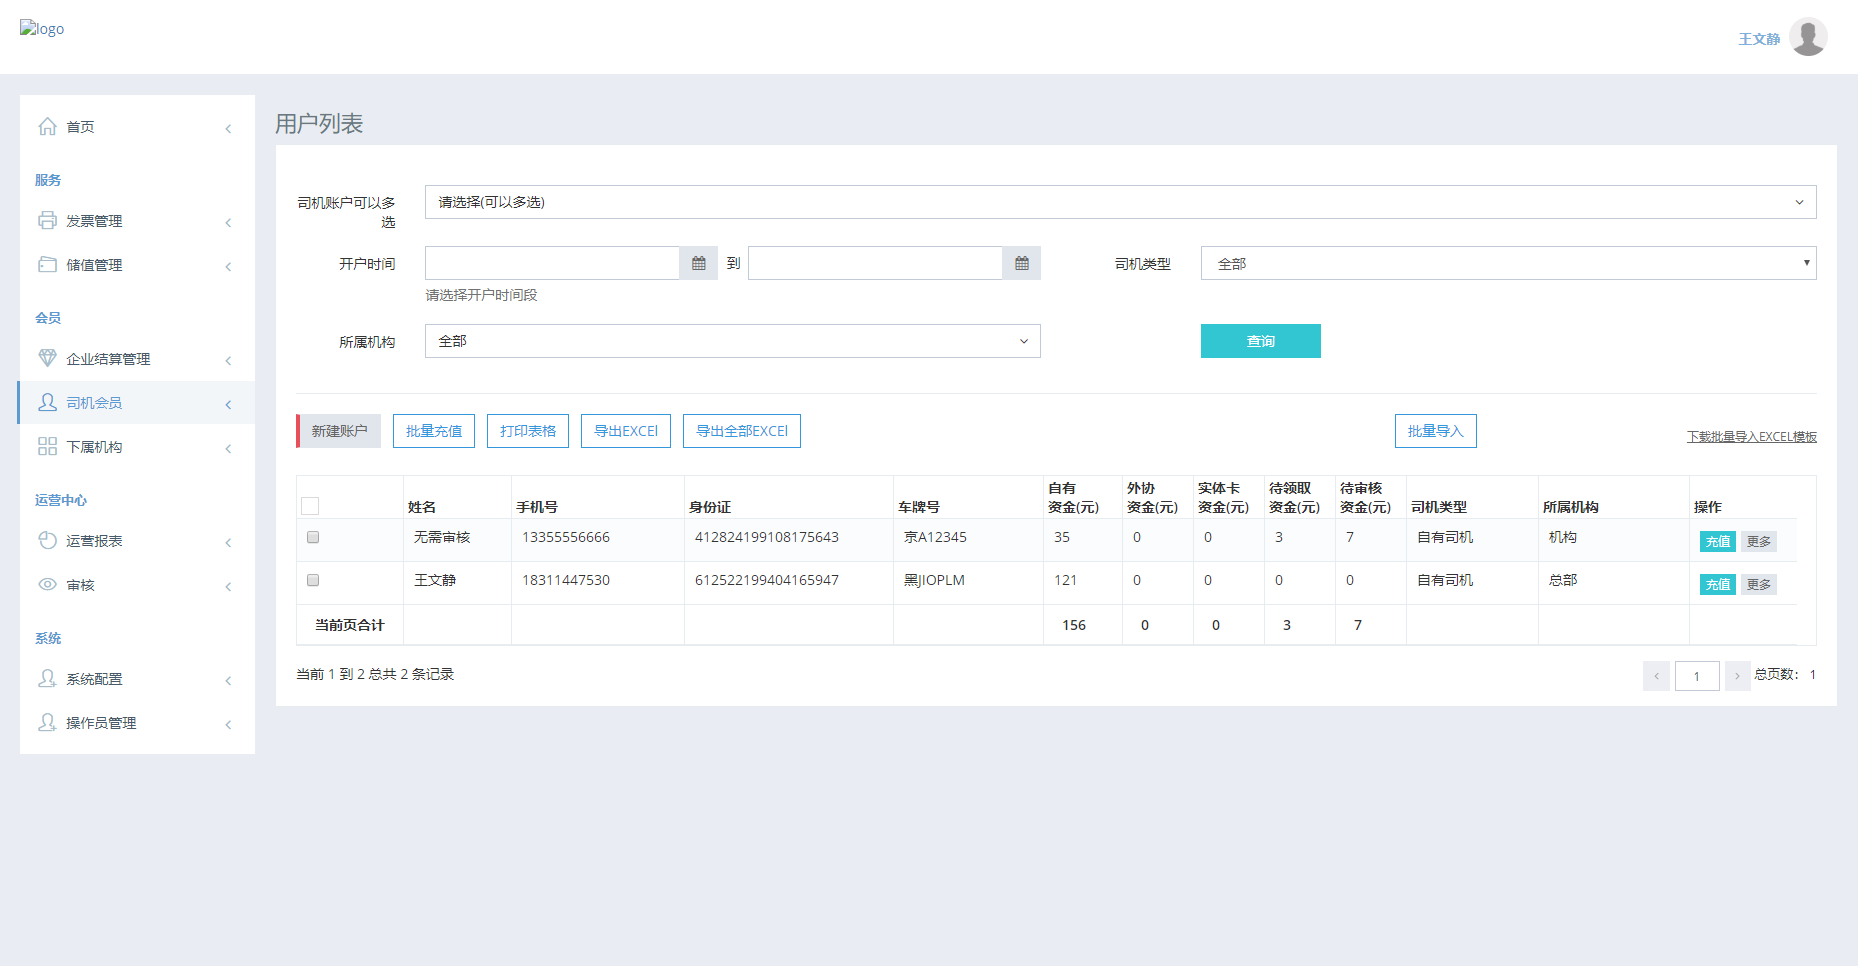 logo
王文静
首页
服务
发票管理
储值管理
会员
企业结算管理
司机会员
下属机构
运营中心
运营报表
审核
系统
系统配置
操作员管理
用户列表
司机账户可以多选
请选择(可以多选)
开户时间
到
司机类型
全部
请选择开户时间段
所属机构
全部
查询
新建账户 批量充值 打印表格 导出EXCEl 导出全部EXCEl 批量导入 下载批量导入EXCEL模板
姓名 手机号 身份证 车牌号 自有资金(元) 外协资金(元) 实体卡资金(元) 待领取资金(元) 待审核资金(元) 司机类型 所属机构 操作
无需审核 13355556666 412824199108175643 京A12345 35 0 0 3 7 自有司机 机构 充值 更多
王文静 18311447530 612522199404165947 黑JIOPLM 121 0 0 0 0 自有司机 总部 充值 更多
当前页合计 156 0 0 3 7
当前 1 到 2 总共 2 条记录
1 总页数: 1